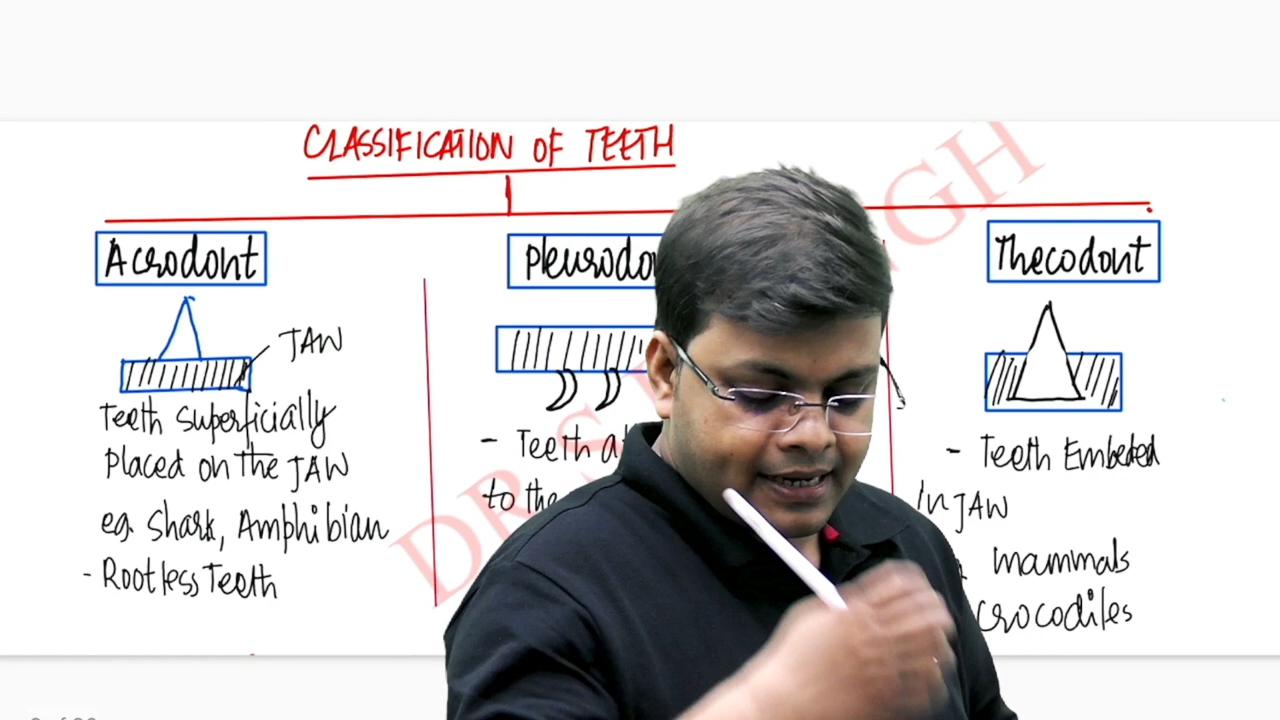 CLASSIFICATION OF TEETH
Acrodont
JAW
Teeth superficially
placed on the JAW
eg. Shark, Amphibian
- Rootless Teeth
- Teeth
to the
Thecodont
- Teeth Embeded
In JAW
mammals
crocodiles